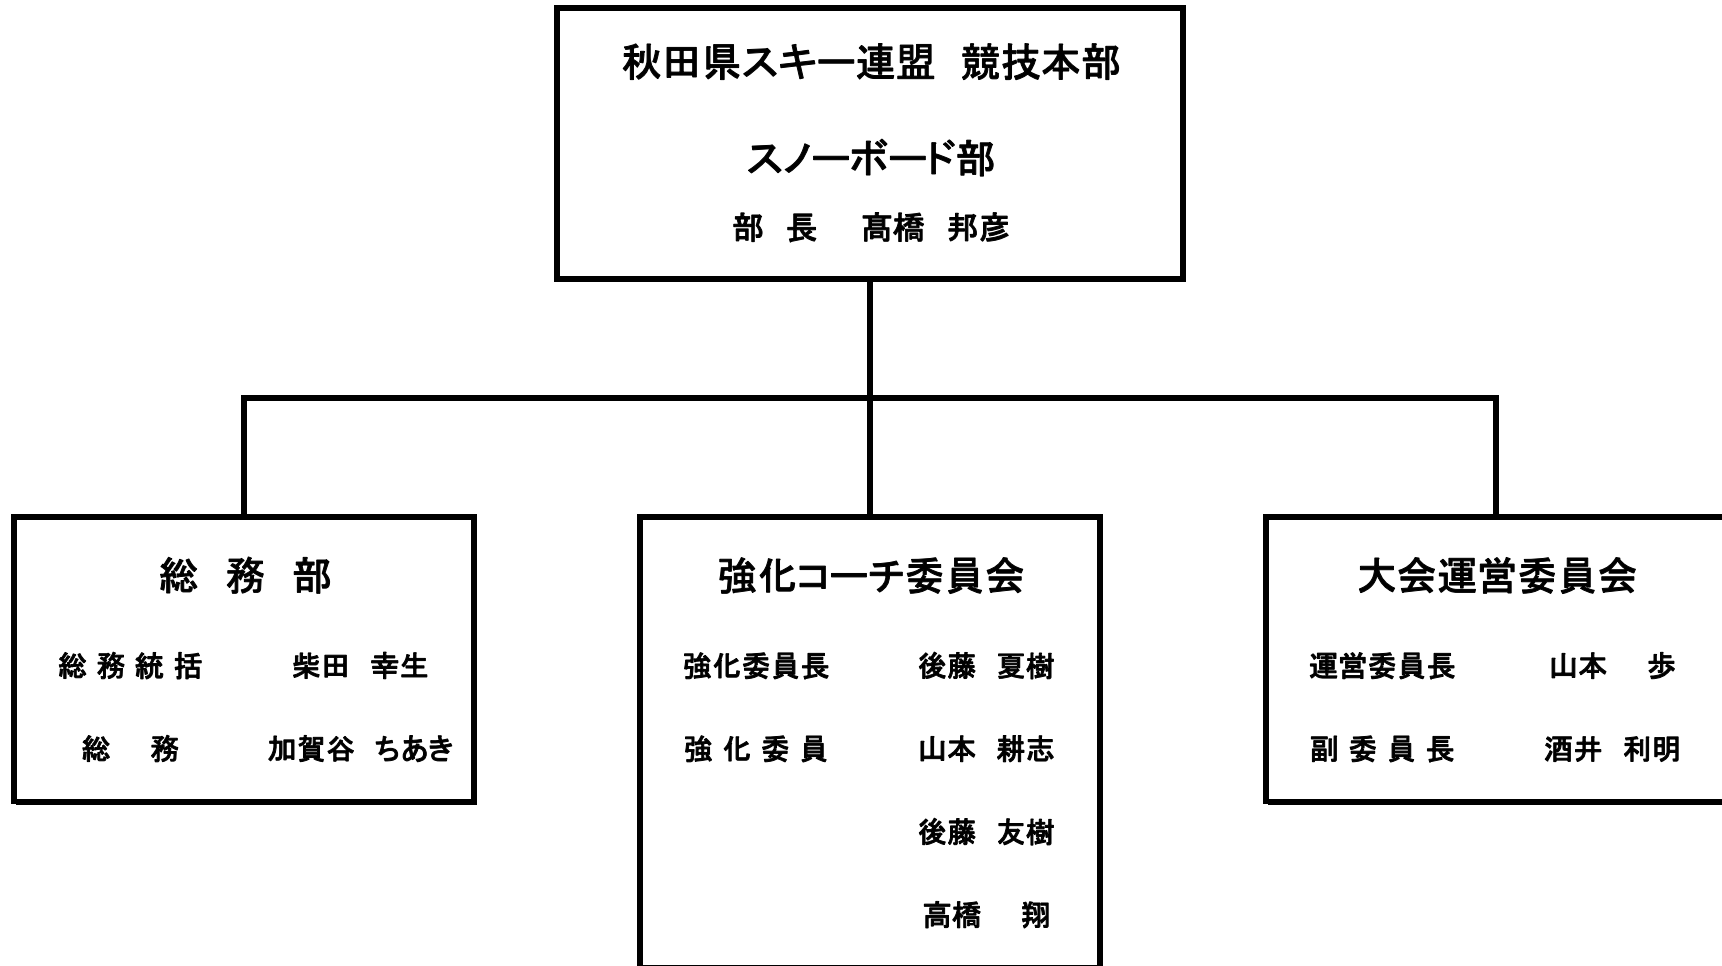 秋田県スキー連盟　競技本部
スノーボード部
部　長　髙橋　邦彦
総　務　部
総 務 統 括　柴田　幸生
総　務　加賀谷　ちあき
強化コーチ委員会
強化委員長　後藤　夏樹
強 化 委 員　山本　耕志
後藤　友樹
高橋　翔
大会運営委員会
運営委員長　山本　歩
副 委 員 長　酒井　利明